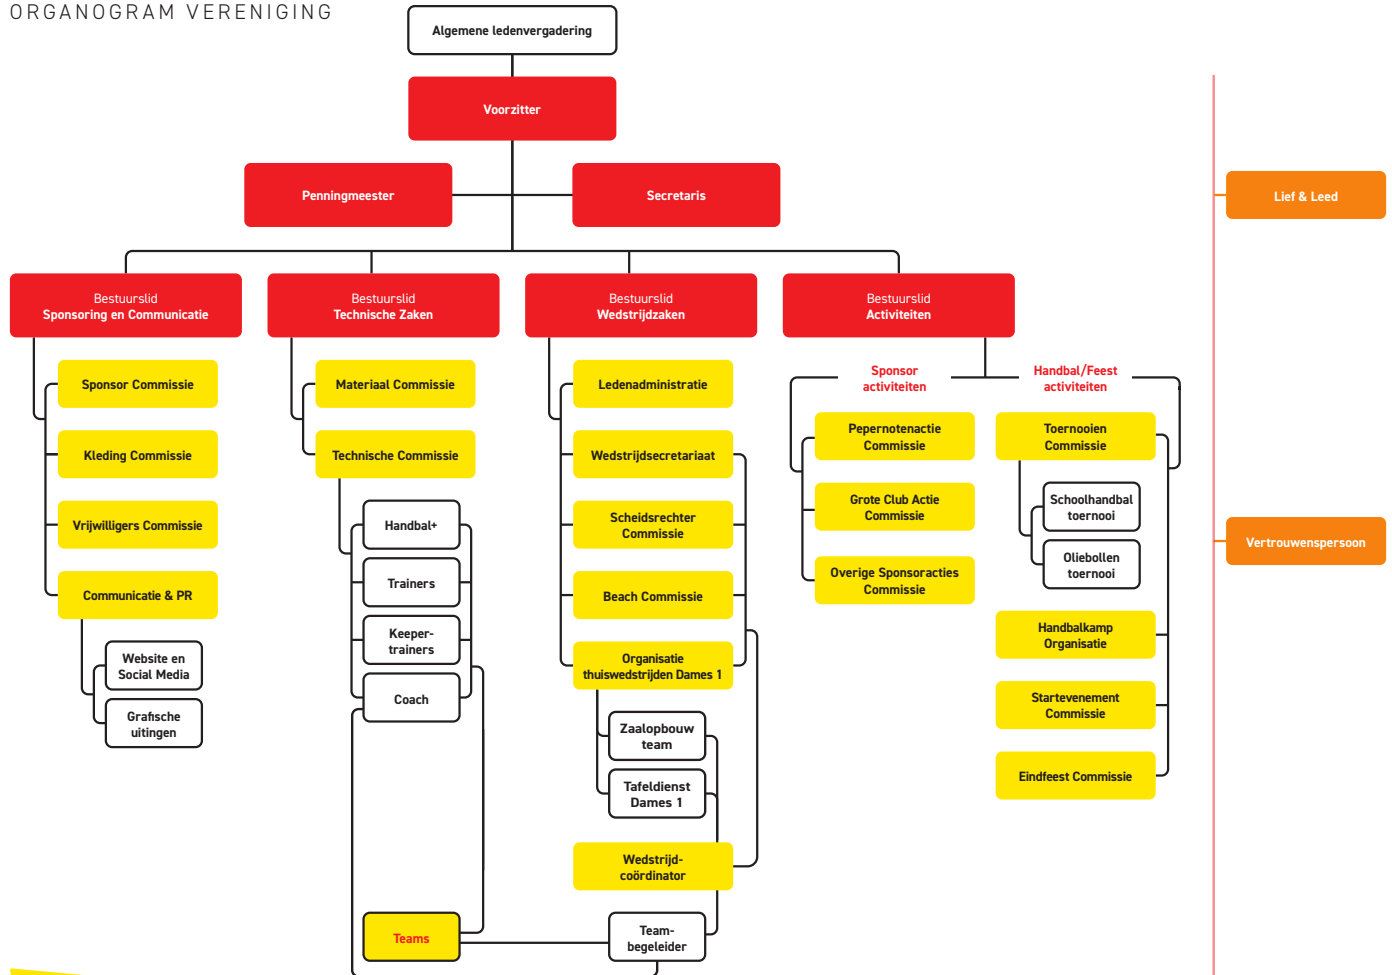 ORGANOGRAM VERENIGING
Algemene ledenvergadering
Voorzitter
Penningmeester
Secretaris
Lief & Leed
Bestuurslid
Sponsoring en Communicatie
Bestuurslid
Technische Zaken
Bestuurslid
Wedstrijdzaken
Bestuurslid
Activiteiten
Sponsor Commissie
Kleding Commissie
Vrijwilligers Commissie
Communicatie & PR
Website en
Social Media
Grafische
uitingen
Materiaal Commissie
Technische Commissie
Handbal+
Trainers
Keeper-
trainers
Coach
Teams
Ledenadministratie
Wedstrijdsecretariaat
Scheidsrechter
Commissie
Beach Commissie
Organisatie
thuiswedstrijden Dames 1
Zaalopbouw
team
Tafeldienst
Dames 1
Wedstrijd-
coördinator
Team-
begeleider
Sponsor
activiteiten
Pepernotenactie
Commissie
Grote Club Actie
Commissie
Overige Sponsoracties
Commissie
Handbal/Feest
activiteiten
Toernooien
Commissie
Schoolhandbal
toernooi
Oliebollen
toernooi
Handbalkamp
Organisatie
Startevenement
Commissie
Eindfeest Commissie
Vertrouwenspersoon